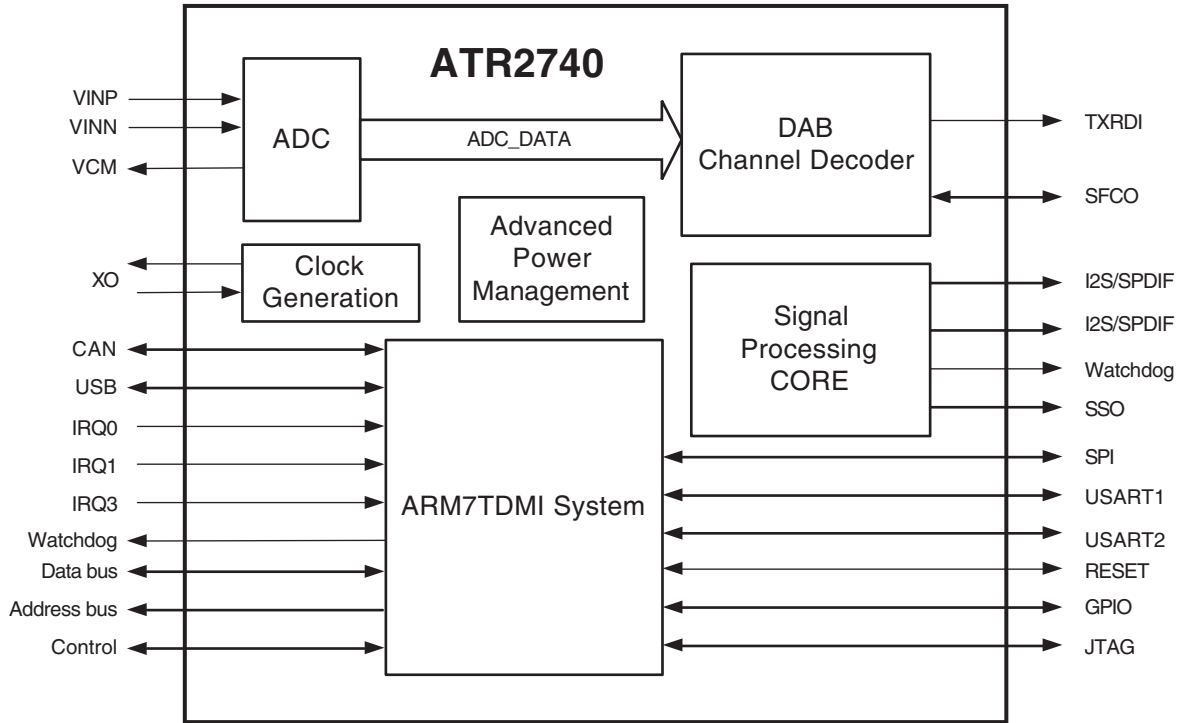 ATR2740
VINP
VINN
VCM
ADC
ADC_DATA
DAB
Channel Decoder
TXRDI
SFCO
XO
Clock
Generation
Advanced
Power
Management
Signal
Processing
CORE
I2S/SPDIF
I2S/SPDIF
Watchdog
SSO
CAN
USB
IRQ0
IRQ1
IRQ3
Watchdog
Data bus
Address bus
Control
ARM7TDMI System
SPI
USART1
USART2
RESET
GPIO
JTAG